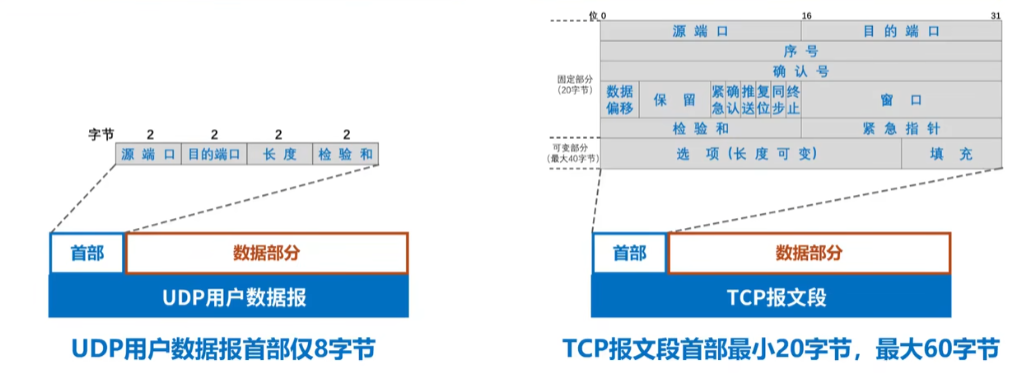 字节 2 2 2 2
源端口 目的端口 长度 检验和
首部 数据部分
UDP用户数据报
UDP用户数据报首部仅8字节
位 0 16 31
源端口 目的端口
序号
确认号
固定部分
(20字节)
数据偏移 保留 紧急 确认 推送 复位 同步 终止 窗口
检验和 紧急指针
可变部分
(最大40字节)
选项(长度可变) 填充
首部 数据部分
TCP报文段
TCP报文段首部最小20字节，最大60字节